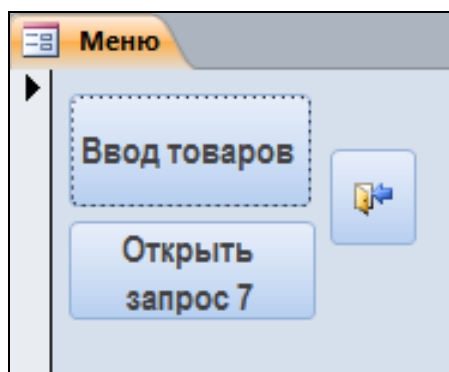 Меню
Ввод товаров
Открыть
запрос 7